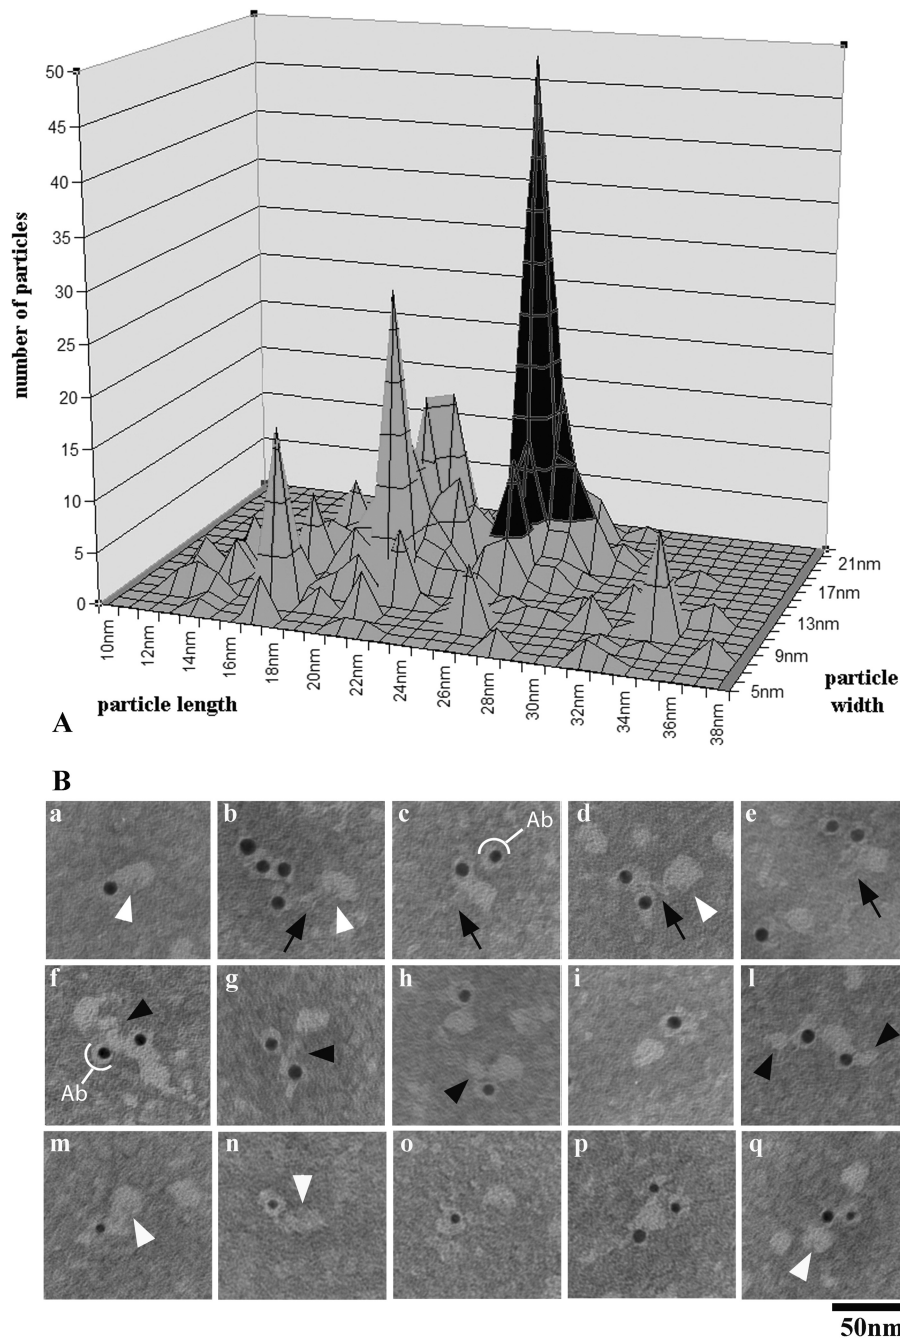 50
45
40
35
30
25
20
15
10
5
0
number of particles
10nm
12nm
14nm
16nm
18nm
20nm
22nm
24nm
26nm
28nm
30nm
32nm
34nm
36nm
38nm
21nm
17nm
13nm
9nm
5nm
particle length
particle
width
A
B
a b c d e
Ab
f g h i l
Ab
m n o p q
50nm